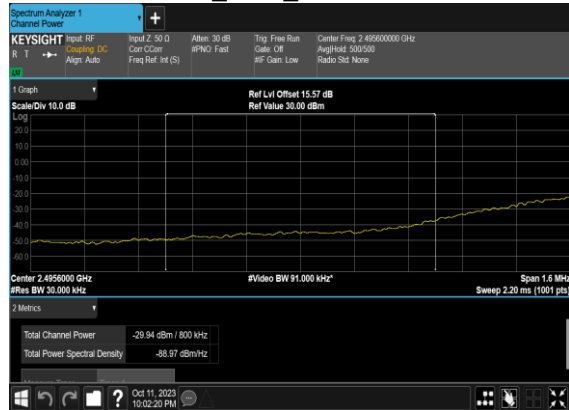 Spectrum Analyzer 1
Channel Power
+
KEYSIGHT Input: RF Input Z: 50 Ω Atten: 30 dB Trig: Free Run Center Freq: 2.495600000 GHz
R T Coupling: DC Corr CCorr #PNO: Fast Gate: Off Avg|Hold: 500/500
Align: Auto Freq Ref: Int (S) #IF Gain: Low Radio Std: None
1 Graph
Ref Lvl Offset 15.57 dB
Scale/Div 10.0 dB Ref Value 30.00 dBm
Log
20.0
10.0
0.00
-10.0
-20.0
-30.0
-40.0
-50.0
-60.0
Center 2.4956000 GHz #Video BW 91.000 kHz* Span 1.6 MHz
#Res BW 30.000 kHz Sweep 2.20 ms (1001 pts)
2 Metrics
Total Channel Power -29.94 dBm / 800 kHz
Total Power Spectral Density -88.97 dBm/Hz
? Oct 11, 2023
10:02:20 PM